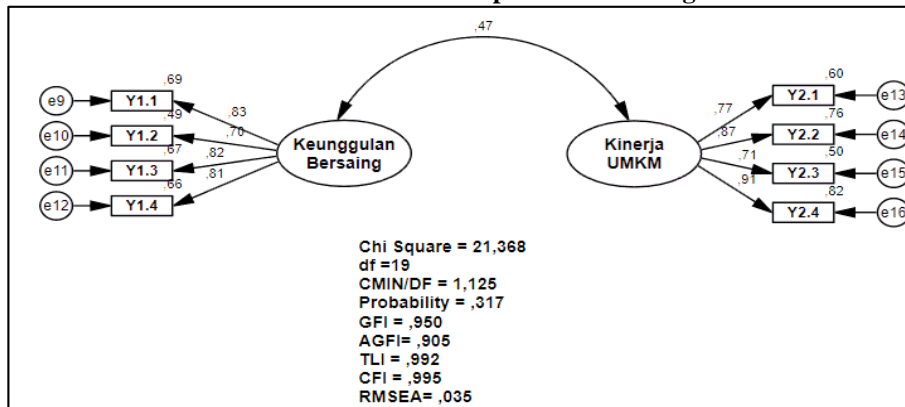 ,47
,69
e9 Y1.1 ,83
,49
e10 Y1.2 ,70
,67
e11 Y1.3 ,82
,66
e12 Y1.4 ,81
Keunggulan
Bersaing
Kinerja
UMKM
,60
,77 Y2.1 e13
,76
,87 Y2.2 e14
,50
,71 Y2.3 e15
,82
,91 Y2.4 e16
Chi Square = 21,368
df =19
CMIN/DF = 1,125
Probability = ,317
GFI = ,950
AGFI= ,905
TLI = ,992
CFI = ,995
RMSEA= ,035